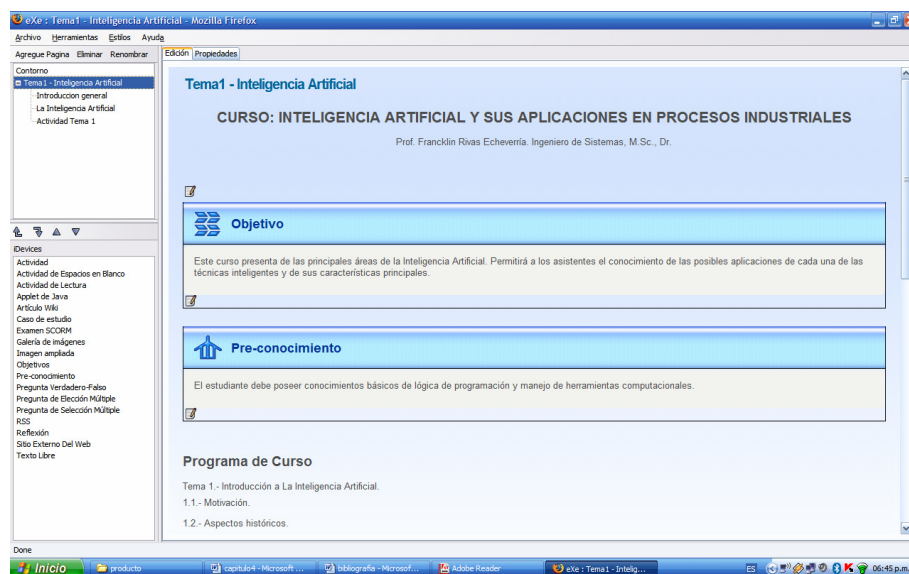 eXe : Tema1 - Inteligencia Artificial - Mozilla Firefox
Archivo Herramientas Estilos Ayuda
Agregue Pagina Eliminar Renombrar
Edición Propiedades
Contorno
Tema1 - Inteligencia Artificial
Introduccion general
La Inteligencia Artificial
Actividad Tema 1
iDevices
Actividad
Actividad de Espacios en Blanco
Actividad de Lectura
Applet de Java
Artículo Wiki
Caso de estudio
Examen SCORM
Galería de imágenes
Imagen ampliada
Objetivos
Pre-conocimiento
Pregunta Verdadero-Falso
Pregunta de Elección Múltiple
Pregunta de Selección Múltiple
RSS
Reflexión
Sitio Externo Del Web
Texto Libre
Tema1 - Inteligencia Artificial
CURSO: INTELIGENCIA ARTIFICIAL Y SUS APLICACIONES EN PROCESOS INDUSTRIALES
Prof. Francklin Rivas Echeverría. Ingeniero de Sistemas, M.Sc., Dr.
Objetivo
Este curso presenta de las principales áreas de la Inteligencia Artificial. Permitirá a los asistentes el conocimiento de las posibles aplicaciones de cada una de las
técnicas inteligentes y de sus características principales.
Pre-conocimiento
El estudiante debe poseer conocimientos básicos de lógica de programación y manejo de herramientas computacionales.
Programa de Curso
Tema 1.- Introducción a La Inteligencia Artificial.
1.1.- Motivación.
1.2.- Aspectos históricos.
Done
Inicio
producto
capitulo4 - Microsoft ...
bibliografia - Microsof...
Adobe Reader
eXe : Tema1 - Intelig...
ES
06:45 p.m.